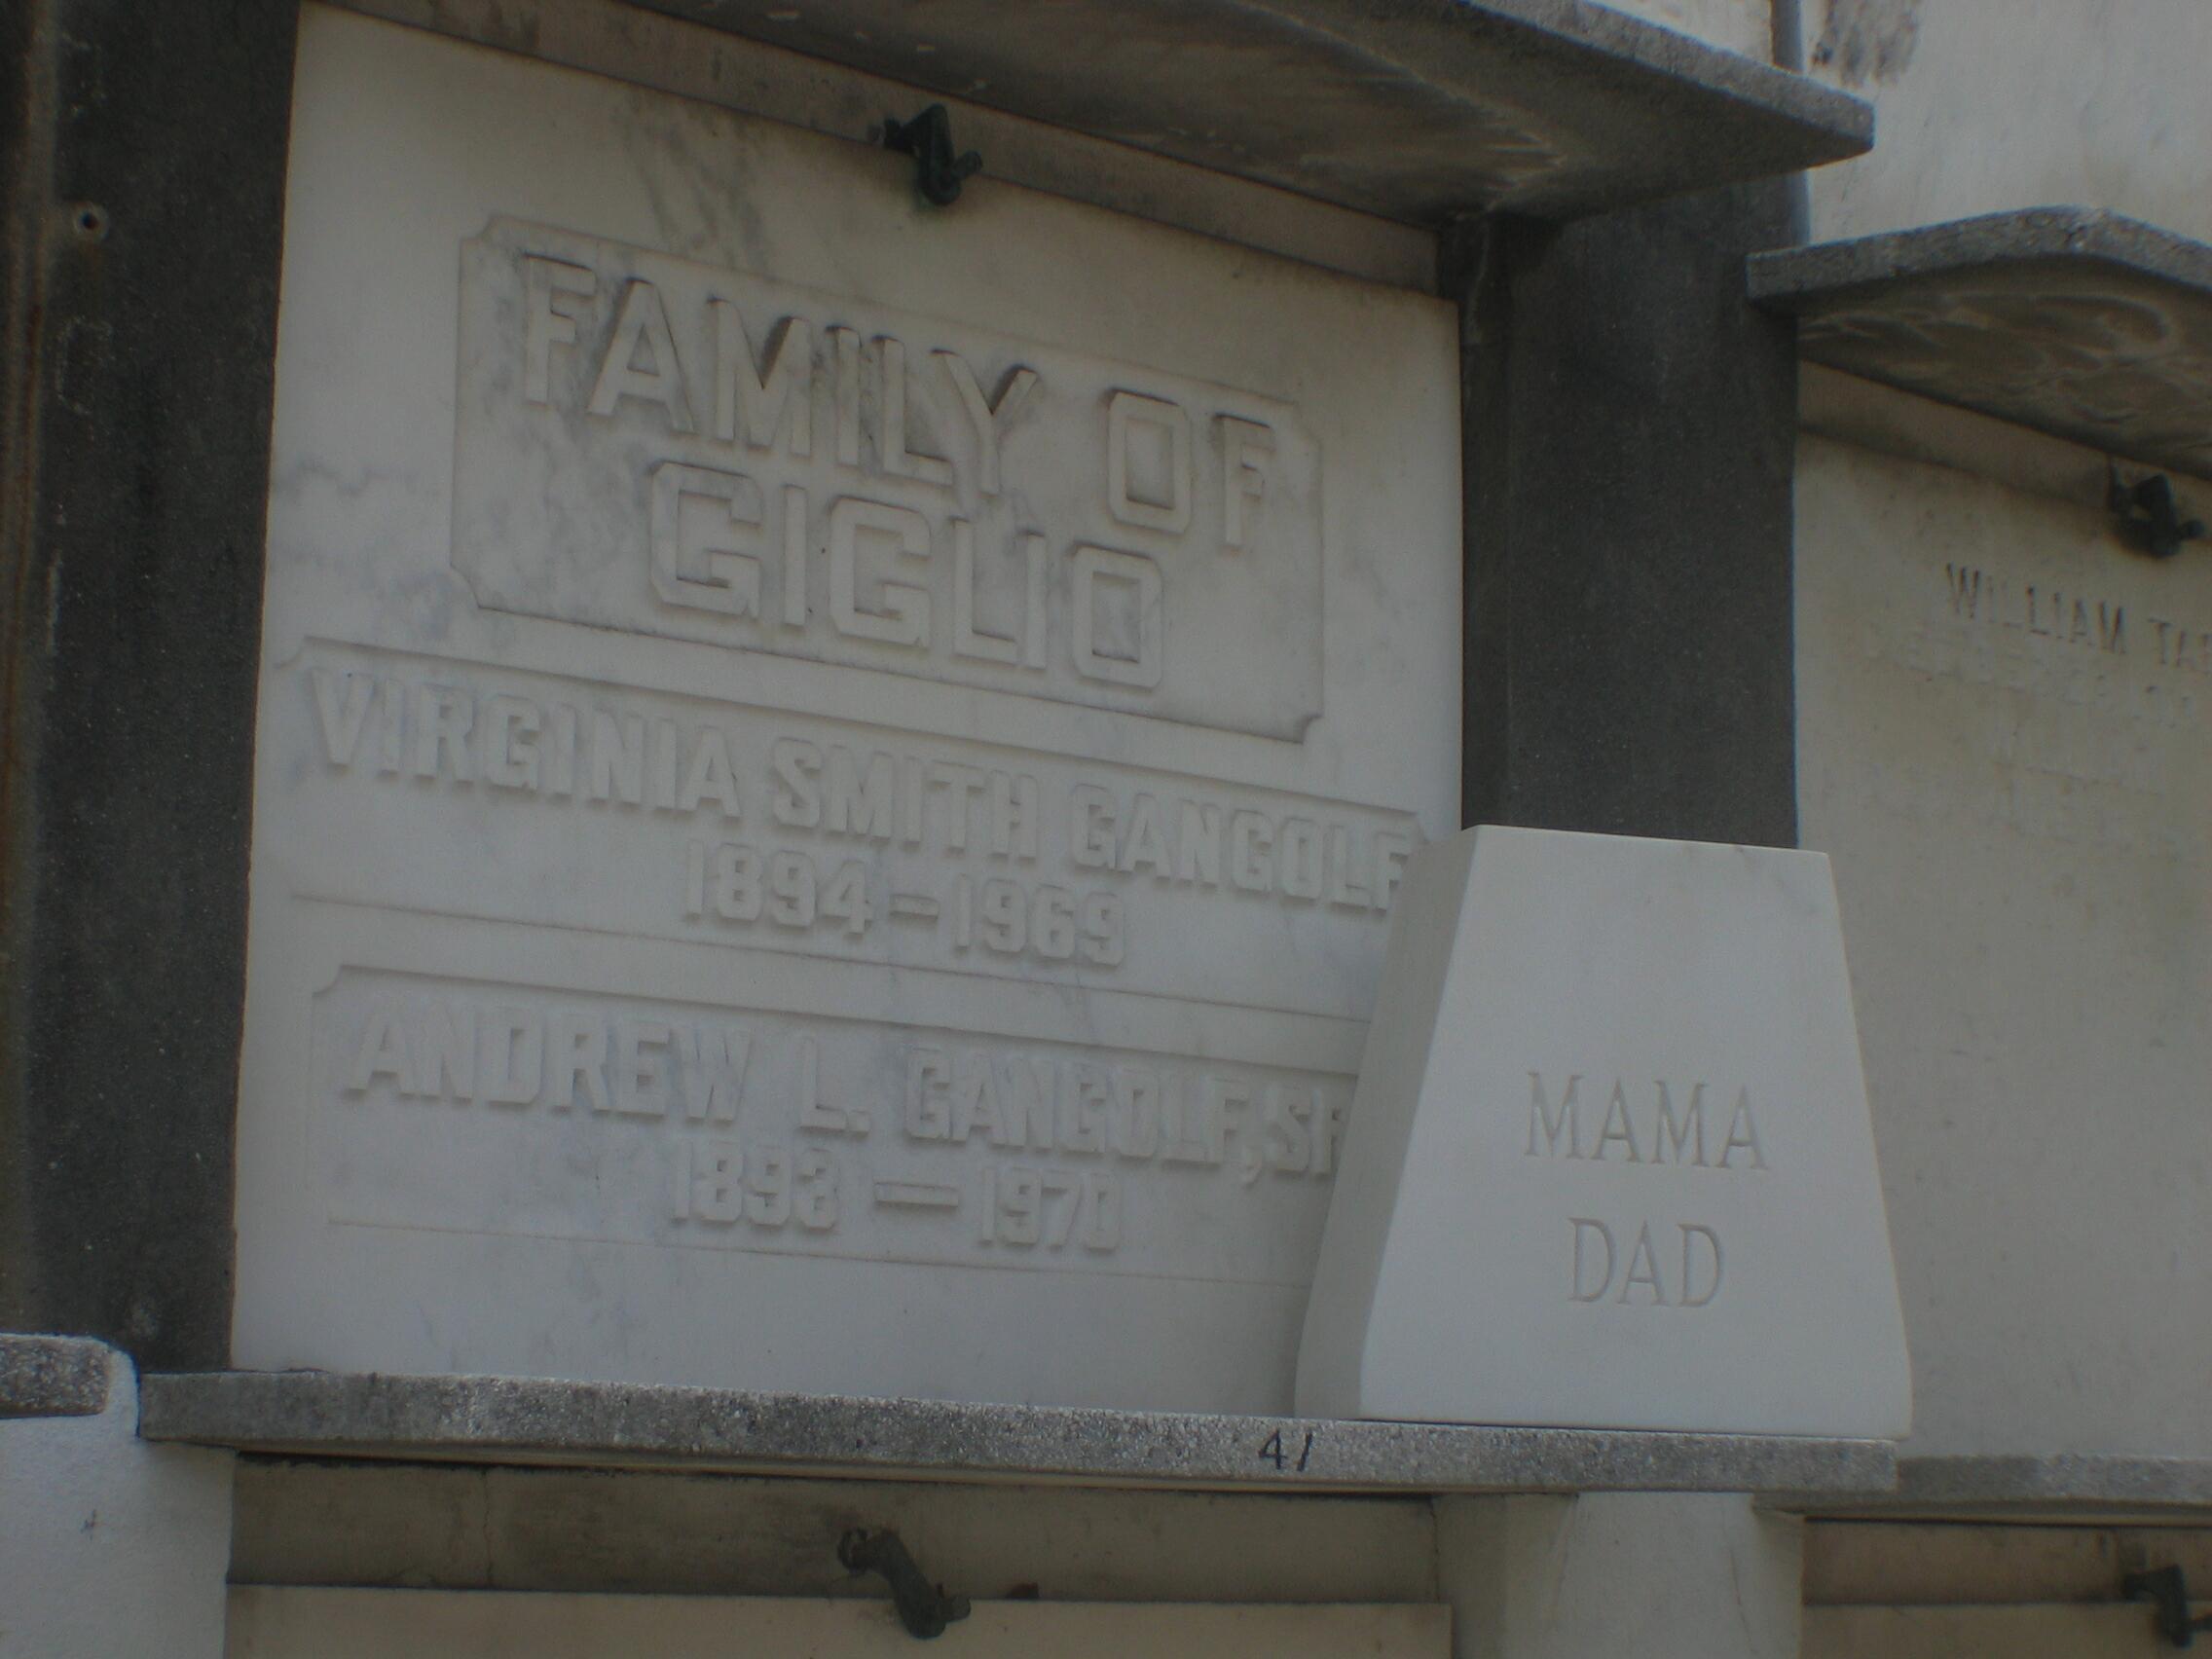 FAMILY OF
GIGLIO
VIRGINIA SMITH GANGOLF
1894-1969
ANDREW L. GANGOLF, SR
1893 — 1970
MAMA
DAD
41
WILLIAM